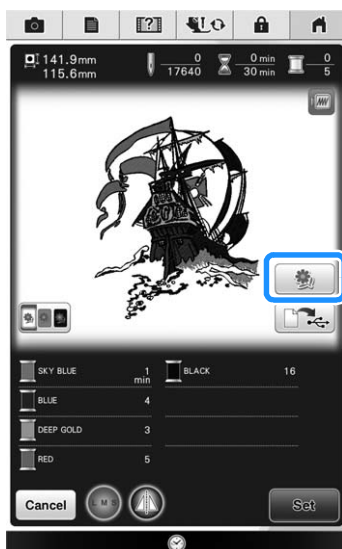 141.9mm
115.6mm
0
17640
0 min
30 min
0
5
SKY BLUE 1 min
BLACK 16
BLUE 4
DEEP GOLD 3
RED 5
Cancel
L M S
Set